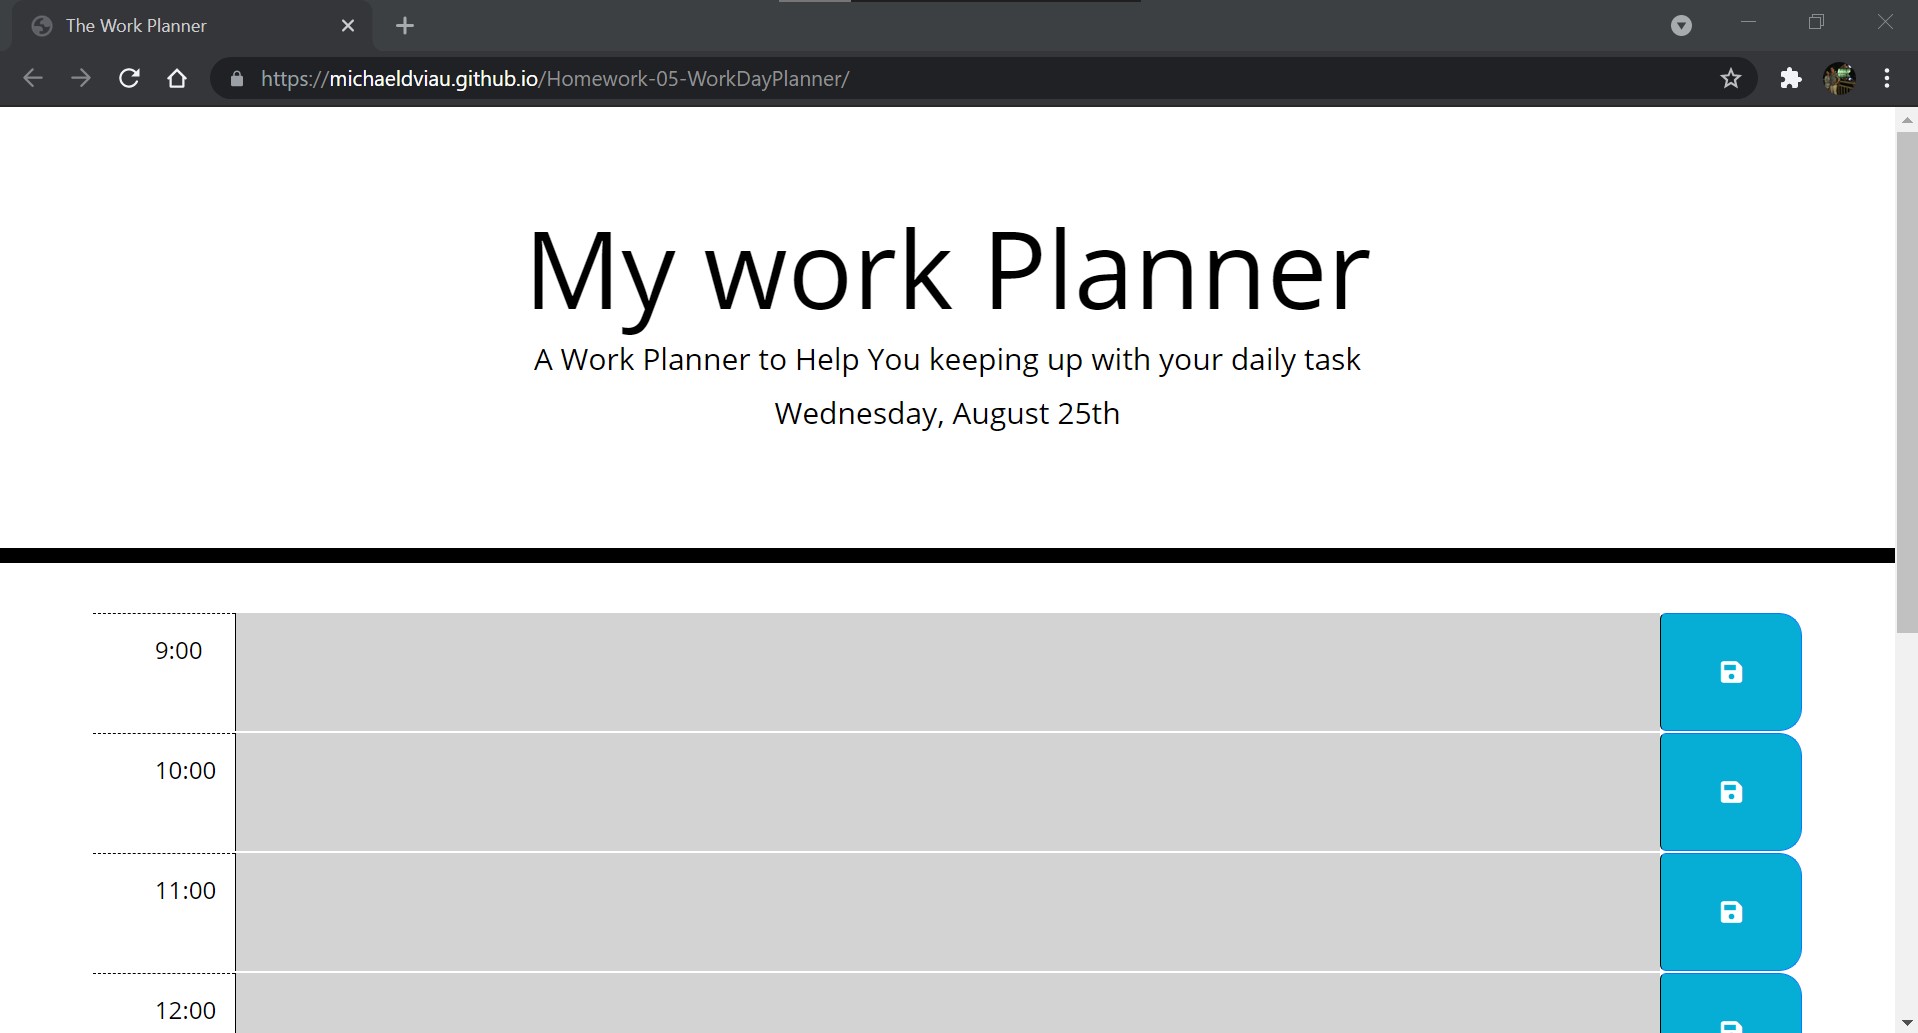 The Work Planner
https://michaeldviau.github.io/Homework-05-WorkDayPlanner/
My work Planner
A Work Planner to Help You keeping up with your daily task
Wednesday, August 25th
9:00
10:00
11:00
12:00